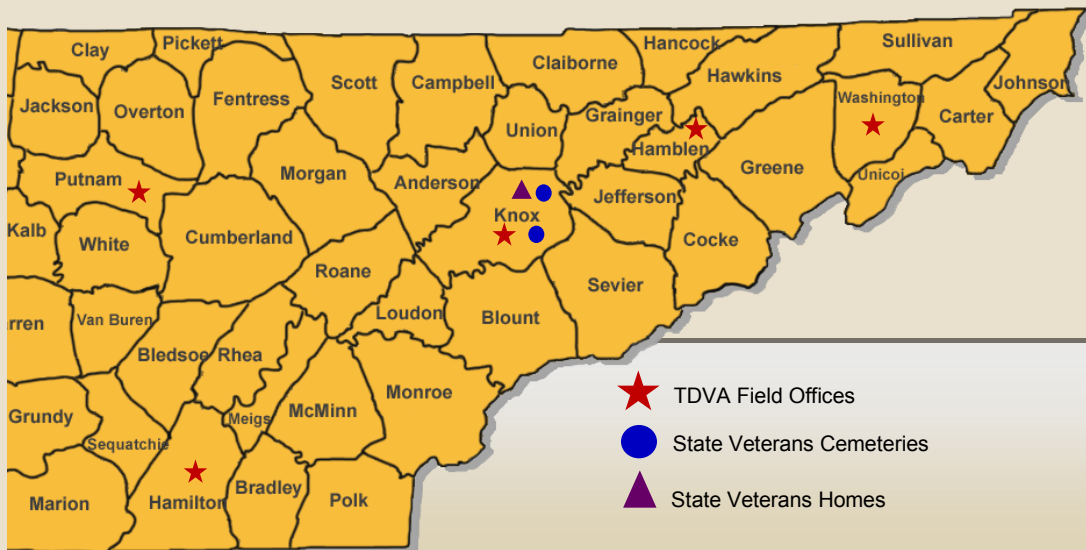 Clay
Pickett
Scott
Campbell
Claiborne
Hancock
Hawkins
Sullivan
Johnson
Jackson
Overton
Fentress
Union
Grainger
Hamblen
Washington
Carter
Putnam
Morgan
Anderson
Knox
Jefferson
Greene
Unicoi
Kalb
White
Cumberland
Roane
Loudon
Blount
Sevier
Cocke
rren
Van Buren
Bledsoe
Rhea
Meigs
McMinn
Monroe
Grundy
Sequatchie
Marion
Hamilton
Bradley
Polk
TDVA Field Offices
State Veterans Cemeteries
State Veterans Homes